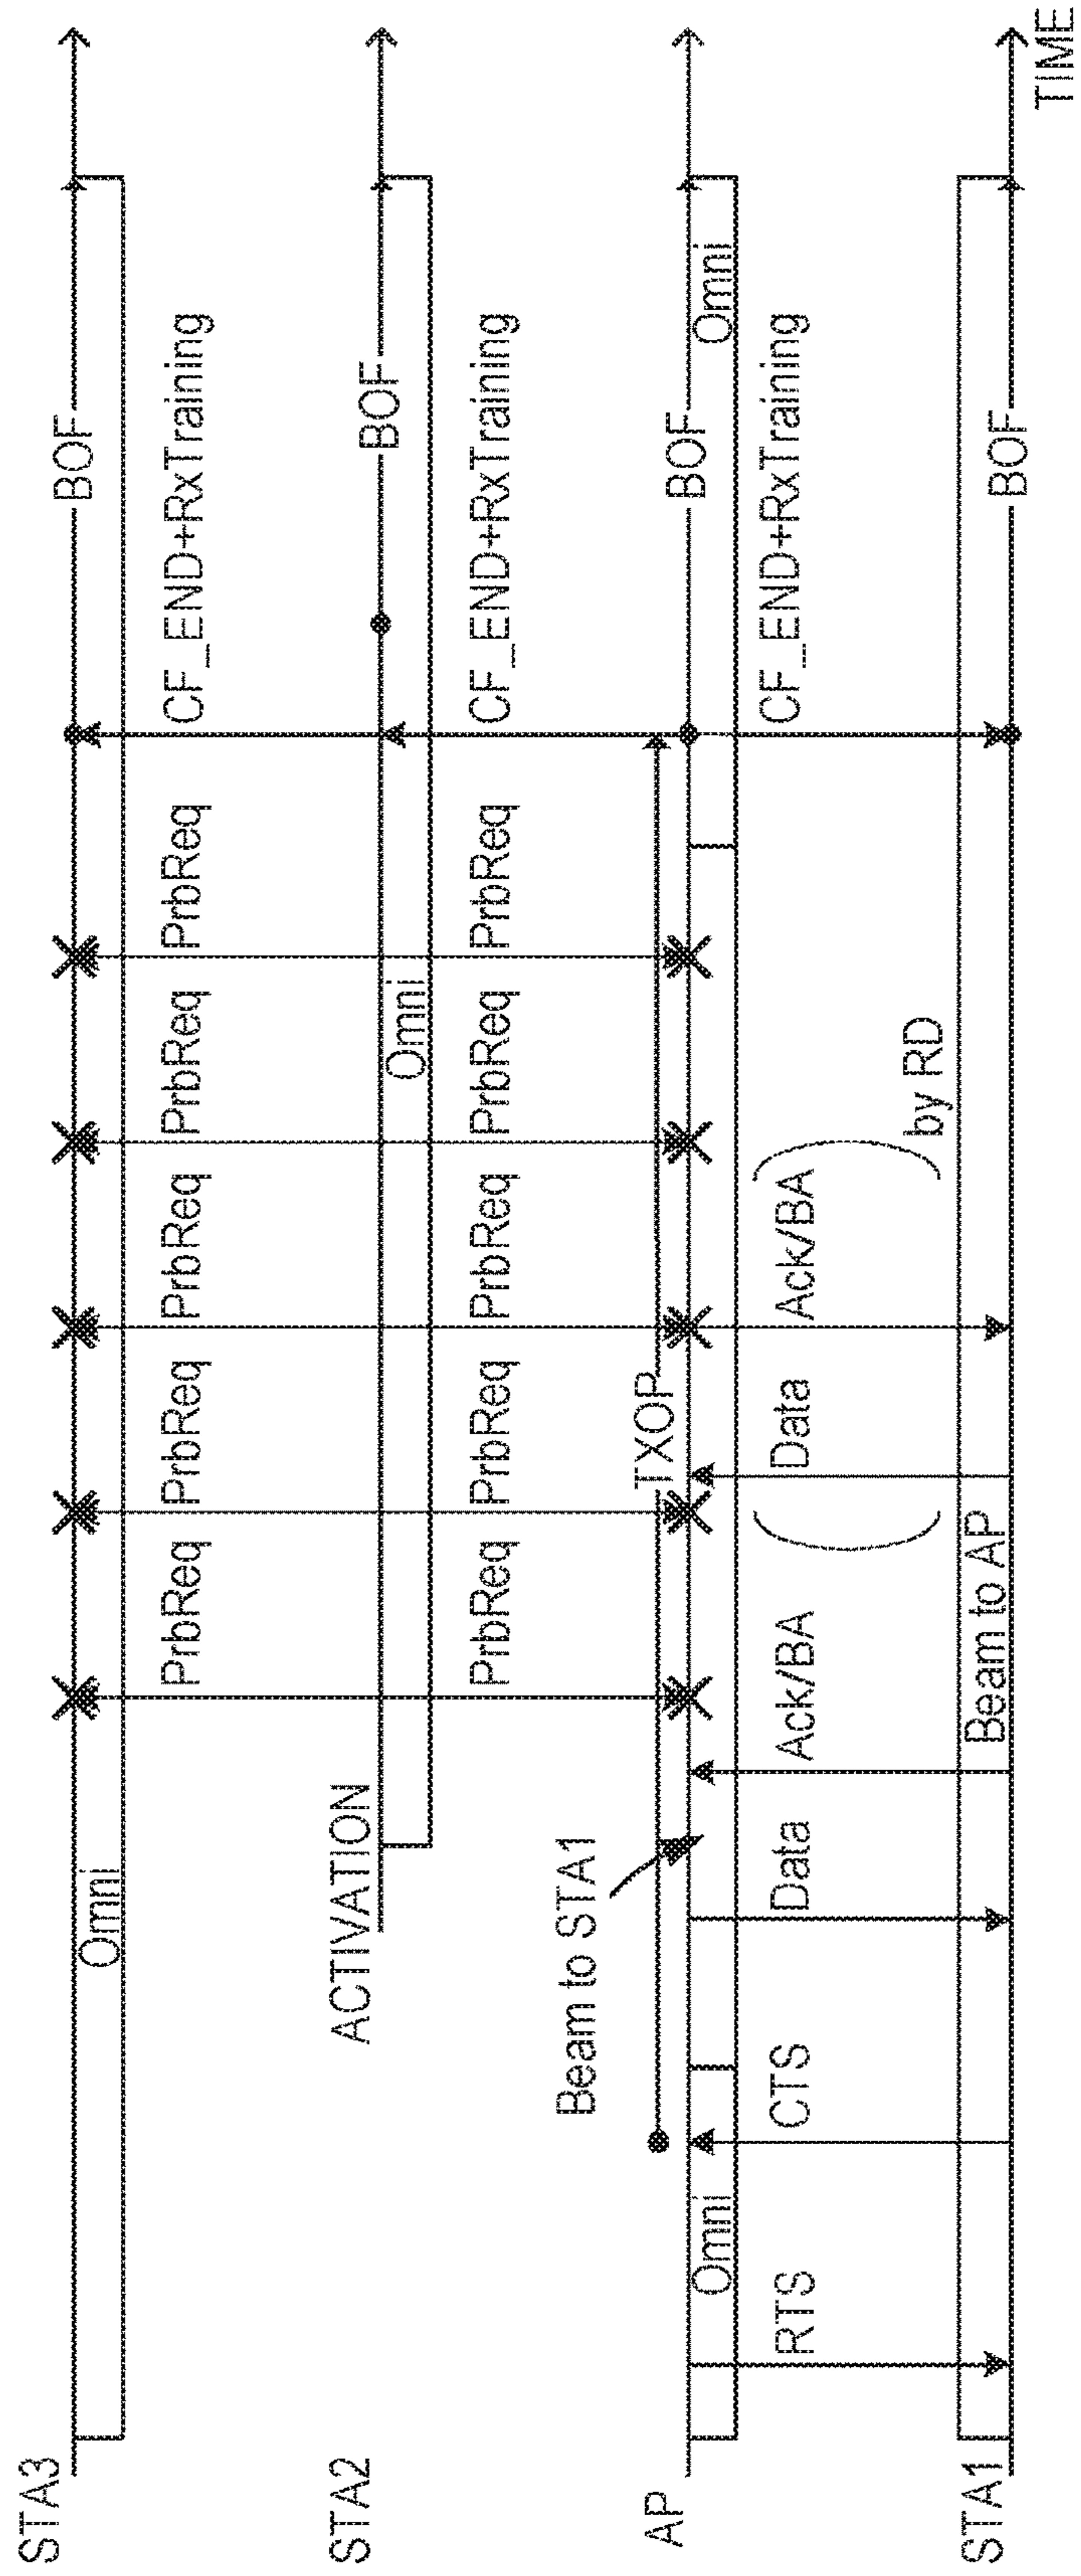 STA3
Omni
BOF
PrbReq
PrbReq
PrbReq
PrbReq
PrbReq
CF_END+RxTraining
STA2
ACTIVATION
Omni
BOF
PrbReq
PrbReq
PrbReq
PrbReq
PrbReq
CF_END+RxTraining
Beam to STA1
TXOP
AP
BOF
Omni
Omni
RTS
CTS
Data
Ack/BA
Data
Ack/BA
CF_END+RxTraining
by RD
Beam to AP
STA1
BOF
TIME